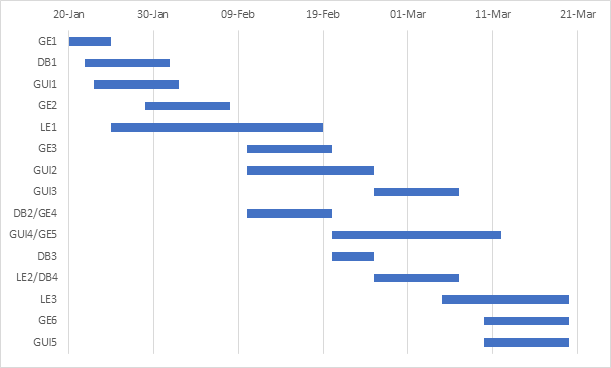 20-Jan 30-Jan 09-Feb 19-Feb 01-Mar 11-Mar 21-Mar
GE1
DB1
GUI1
GE2
LE1
GE3
GUI2
GUI3
DB2/GE4
GUI4/GE5
DB3
LE2/DB4
LE3
GE6
GUI5